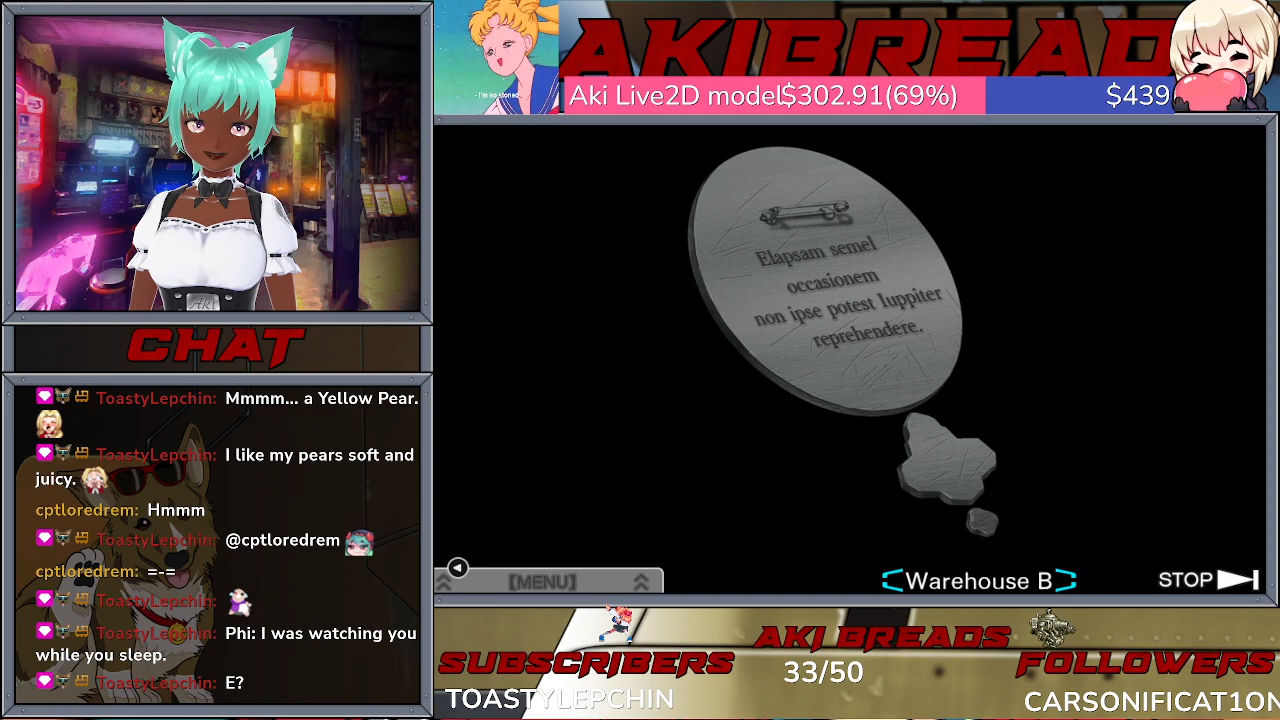 - I'm so stoned
AKIBREADS
Aki Live2D model$302.91(69%)
$439
AKI
CHAT
ToastyLepchin: Mmmm... a Yellow Pear.
ToastyLepchin: I like my pears soft and
juicy.
cptloredrem: Hmmm
ToastyLepchin: @cptloredrem
cptloredrem: =-=
ToastyLepchin:
ToastyLepchin: Phi: I was watching you
while you sleep.
ToastyLepchin: E?
Elapsam semel
occasionem
non ipse potest Iuppiter
reprehendere.
[MENU]
Warehouse B
STOP
AKI BREADS
SUBSCRIBERS
33/50
FOLLOWERS
TOASTYLEPCHIN
CARSONIFICAT1ON